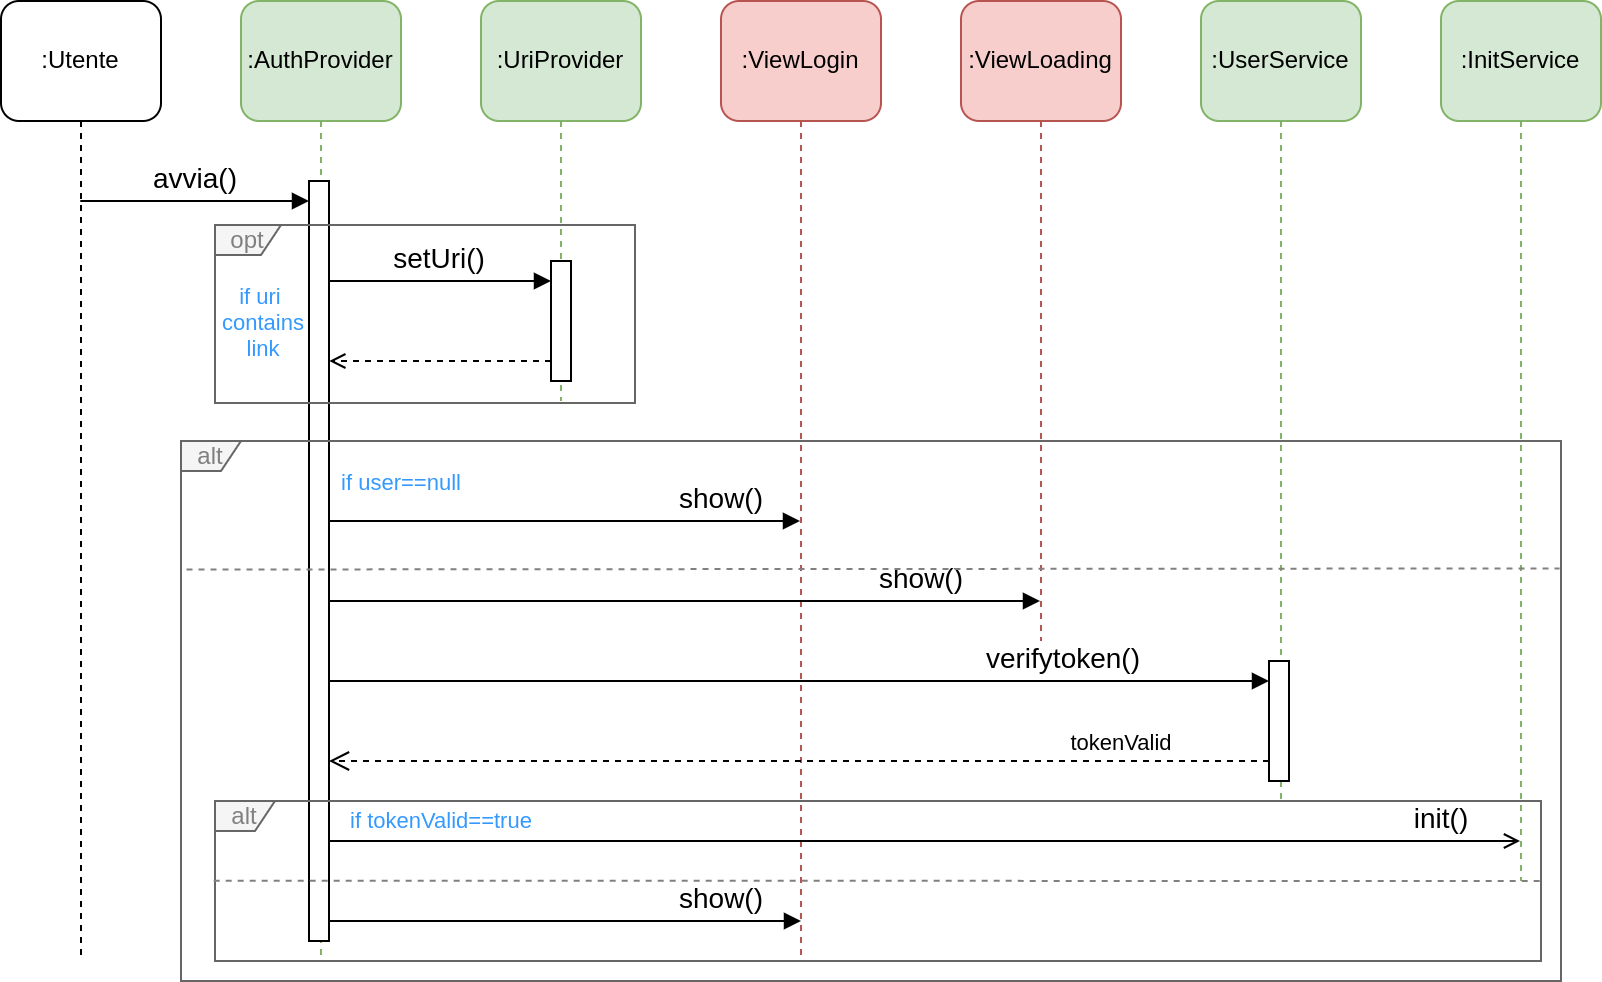 :Utente
:AuthProvider
:UriProvider
:ViewLogin
:ViewLoading
:UserService
:InitService
avvia()
opt
setUri()
if uri
contains
link
alt
if user==null
show()
show()
verifytoken()
tokenValid
alt
if tokenValid==true
init()
show()